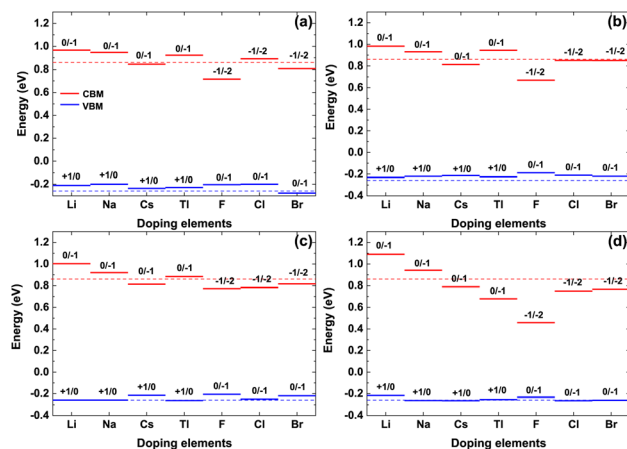 (a)
1.2
1.0
0.8
0.6
0.4
0.2
0.0
-0.2
Energy (eV)
0/-1 0/-1 0/-1 0/-1 -1/-2 -1/-2 -1/-2
CBM
VBM
+1/0 +1/0 +1/0 +1/0 0/-1 0/-1 0/-1
Li Na Cs Tl F Cl Br
Doping elements
(b)
1.2
1.0
0.8
0.6
0.4
0.2
0.0
-0.2
-0.4
Energy (eV)
0/-1 0/-1 0/-1 0/-1 -1/-2 -1/-2 -1/-2
+1/0 +1/0 +1/0 +1/0 0/-1 0/-1 0/-1
Li Na Cs Tl F Cl Br
Doping elements
(c)
1.2
1.0
0.8
0.6
0.4
0.2
0.0
-0.2
-0.4
Energy (eV)
0/-1 0/-1 0/-1 0/-1 -1/-2 -1/-2 -1/-2
+1/0 +1/0 +1/0 +1/0 0/-1 0/-1 0/-1
Li Na Cs Tl F Cl Br
Doping elements
(d)
1.2
1.0
0.8
0.6
0.4
0.2
0.0
-0.2
-0.4
Energy (eV)
0/-1 0/-1 0/-1 0/-1 -1/-2 -1/-2 -1/-2
+1/0 +1/0 +1/0 +1/0 0/-1 0/-1 0/-1
Li Na Cs Tl F Cl Br
Doping elements